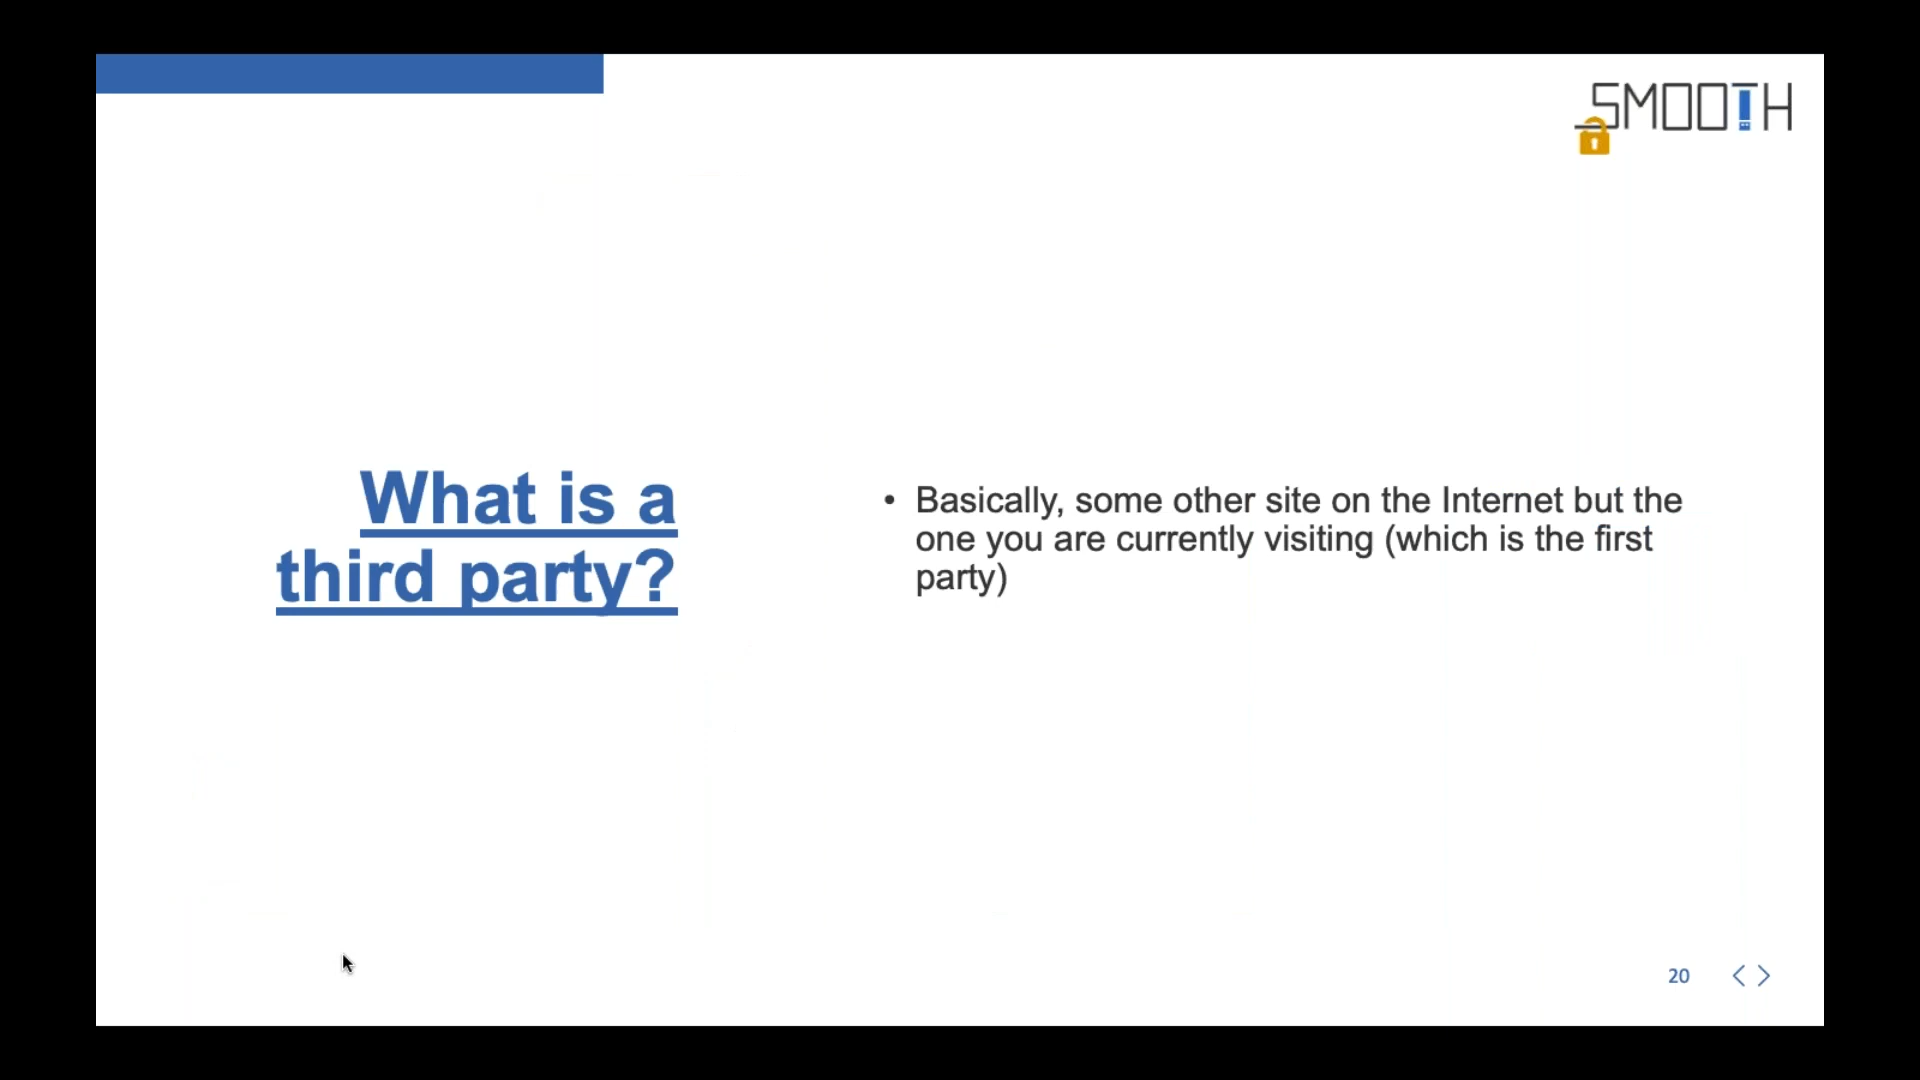 SMOOTH
What is a
third party?
• Basically, some other site on the Internet but the
one you are currently visiting (which is the first
party)
20